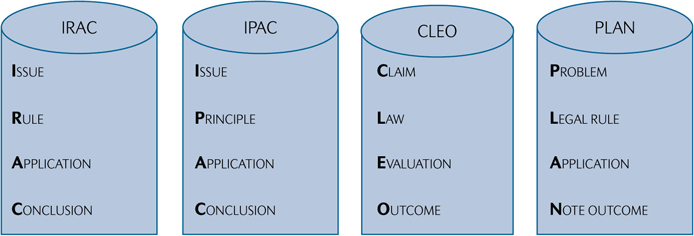 IRAC
ISSUE
RULE
APPLICATION
CONCLUSION
IPAC
ISSUE
PRINCIPLE
APPLICATION
CONCLUSION
CLEO
CLAIM
LAW
EVALUATION
OUTCOME
PLAN
PROBLEM
LEGAL RULE
APPLICATION
NOTE OUTCOME